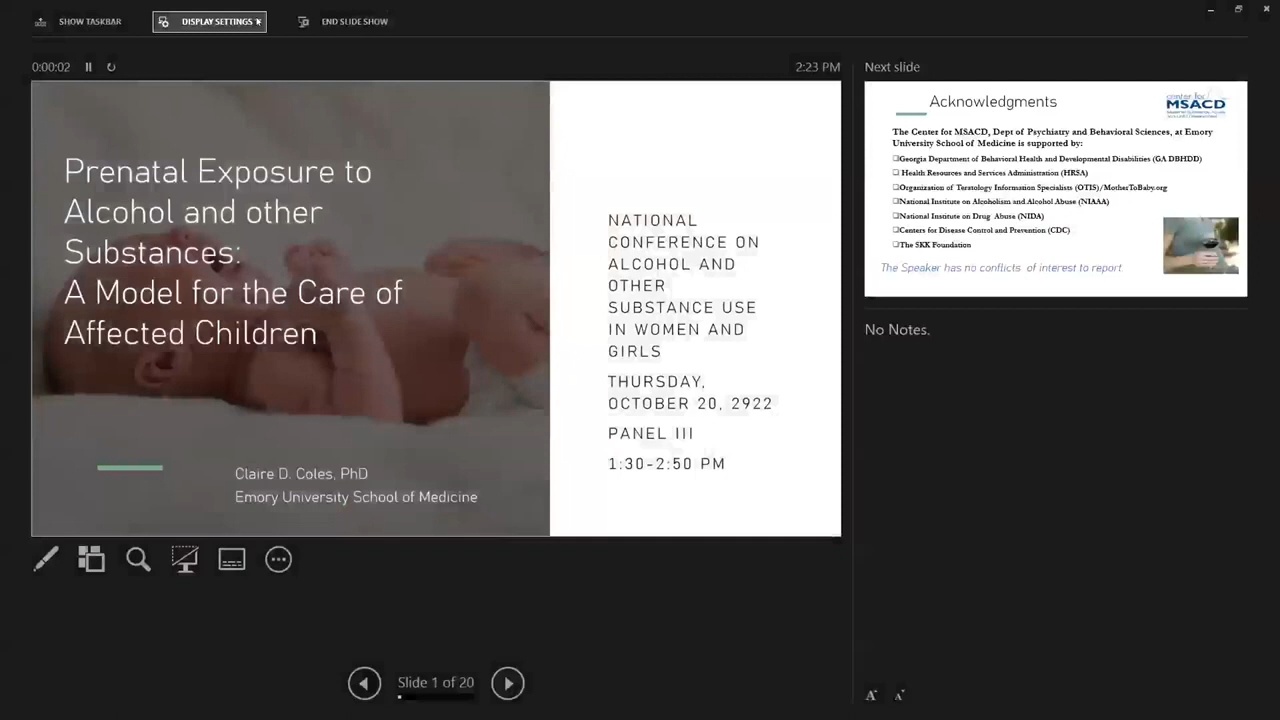 SHOW TASKBAR
DISPLAY SETTINGS
END SLIDE SHOW
0:00:02
2:23 PM
Prenatal Exposure to
Alcohol and other
Substances:
A Model for the Care of
Affected Children
Claire D. Coles, PhD
Emory University School of Medicine
NATIONAL
CONFERENCE ON
ALCOHOL AND
OTHER
SUBSTANCE USE
IN WOMEN AND
GIRLS
THURSDAY,
OCTOBER 20, 2922
PANEL III
1:30-2:50 PM
Slide 1 of 20
Next slide
Acknowledgments
center for
MSACD
The Center for MSACD, Dept of Psychiatry and Behavioral Sciences, at Emory
University School of Medicine is supported by:
❑Georgia Department of Behavioral Health and Developmental Disabilities (GA DBHDD)
❑ Health Resources and Services Administration (HRSA)
❑Organization of Teratology Information Specialists (OTIS)/MotherToBaby.org
❑National Institute on Alcoholism and Alcohol Abuse (NIAAA)
❑National Institute on Drug Abuse (NIDA)
❑Centers for Disease Control and Prevention (CDC)
❑The SKK Foundation
The Speaker has no conflicts of interest to report.
No Notes.
A A